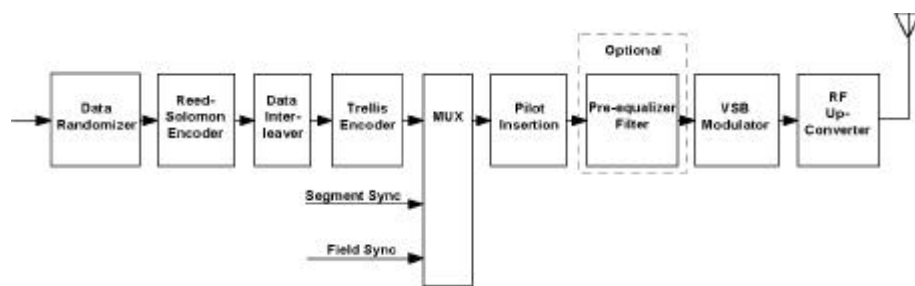 Optional
Data
Randomizer
Reed-
Solomon
Encoder
Data
Inter-
leaver
Trellis
Encoder
MUX
Pilot
Insertion
Pre-equalizer
Filter
VSB
Modulator
RF
Up-
Converter
Segment Sync
Field Sync